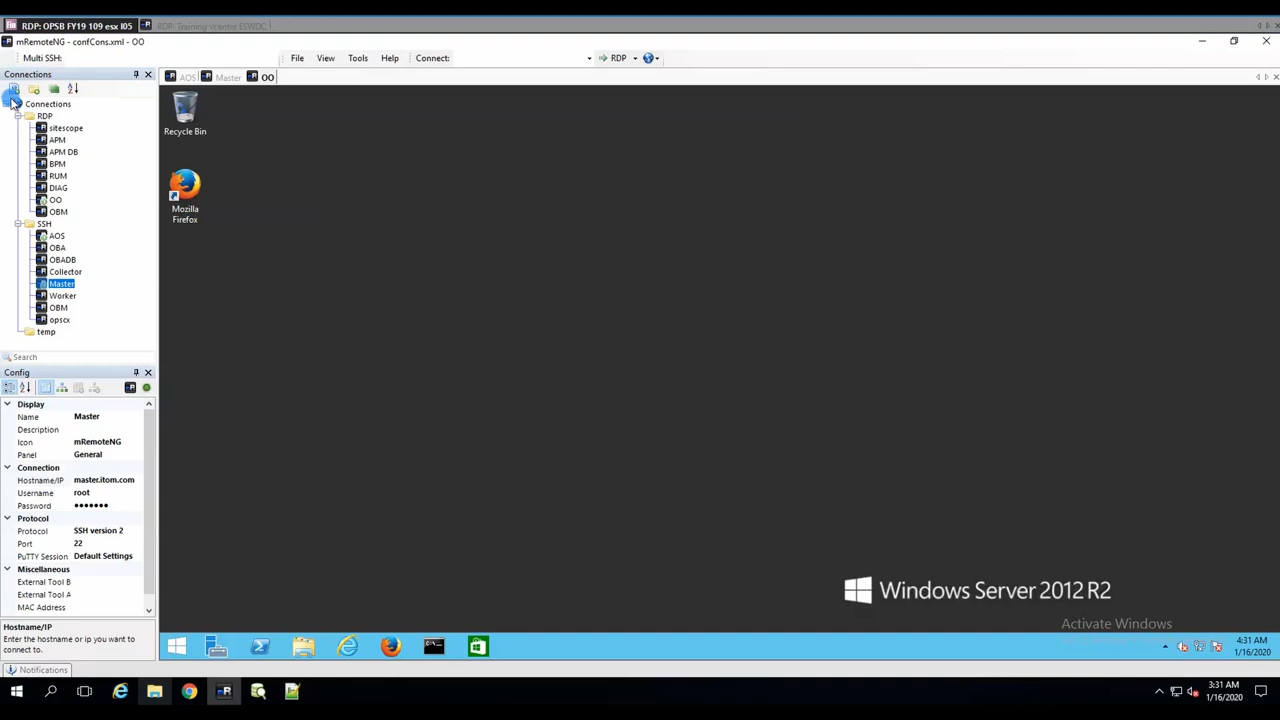 RDP: OPSB FY19 109 esx I05
RDP: Training vcenter ESWDC
mRemoteNG - confCons.xml - OO
Multi SSH:
File View Tools Help Connect: RDP
Connections
AOS Master OO
Connections
RDP
sitescope
APM
APM DB
BPM
RUM
DIAG
OO
OBM
SSH
AOS
OBA
OBADB
Collector
Master
Worker
OBM
opscx
temp
Search
Config
Display
Name Master
Description
Icon mRemoteNG
Panel General
Connection
Hostname/IP master.itom.com
Username root
Password •••••••
Protocol
Protocol SSH version 2
Port 22
PuTTY Session Default Settings
Miscellaneous
External Tool B
External Tool A
MAC Address
Hostname/IP
Enter the hostname or ip you want to
connect to.
Notifications
Recycle Bin
Mozilla
Firefox
Windows Server 2012 R2
Activate Windows
4:31 AM
1/16/2020
3:31 AM
1/16/2020